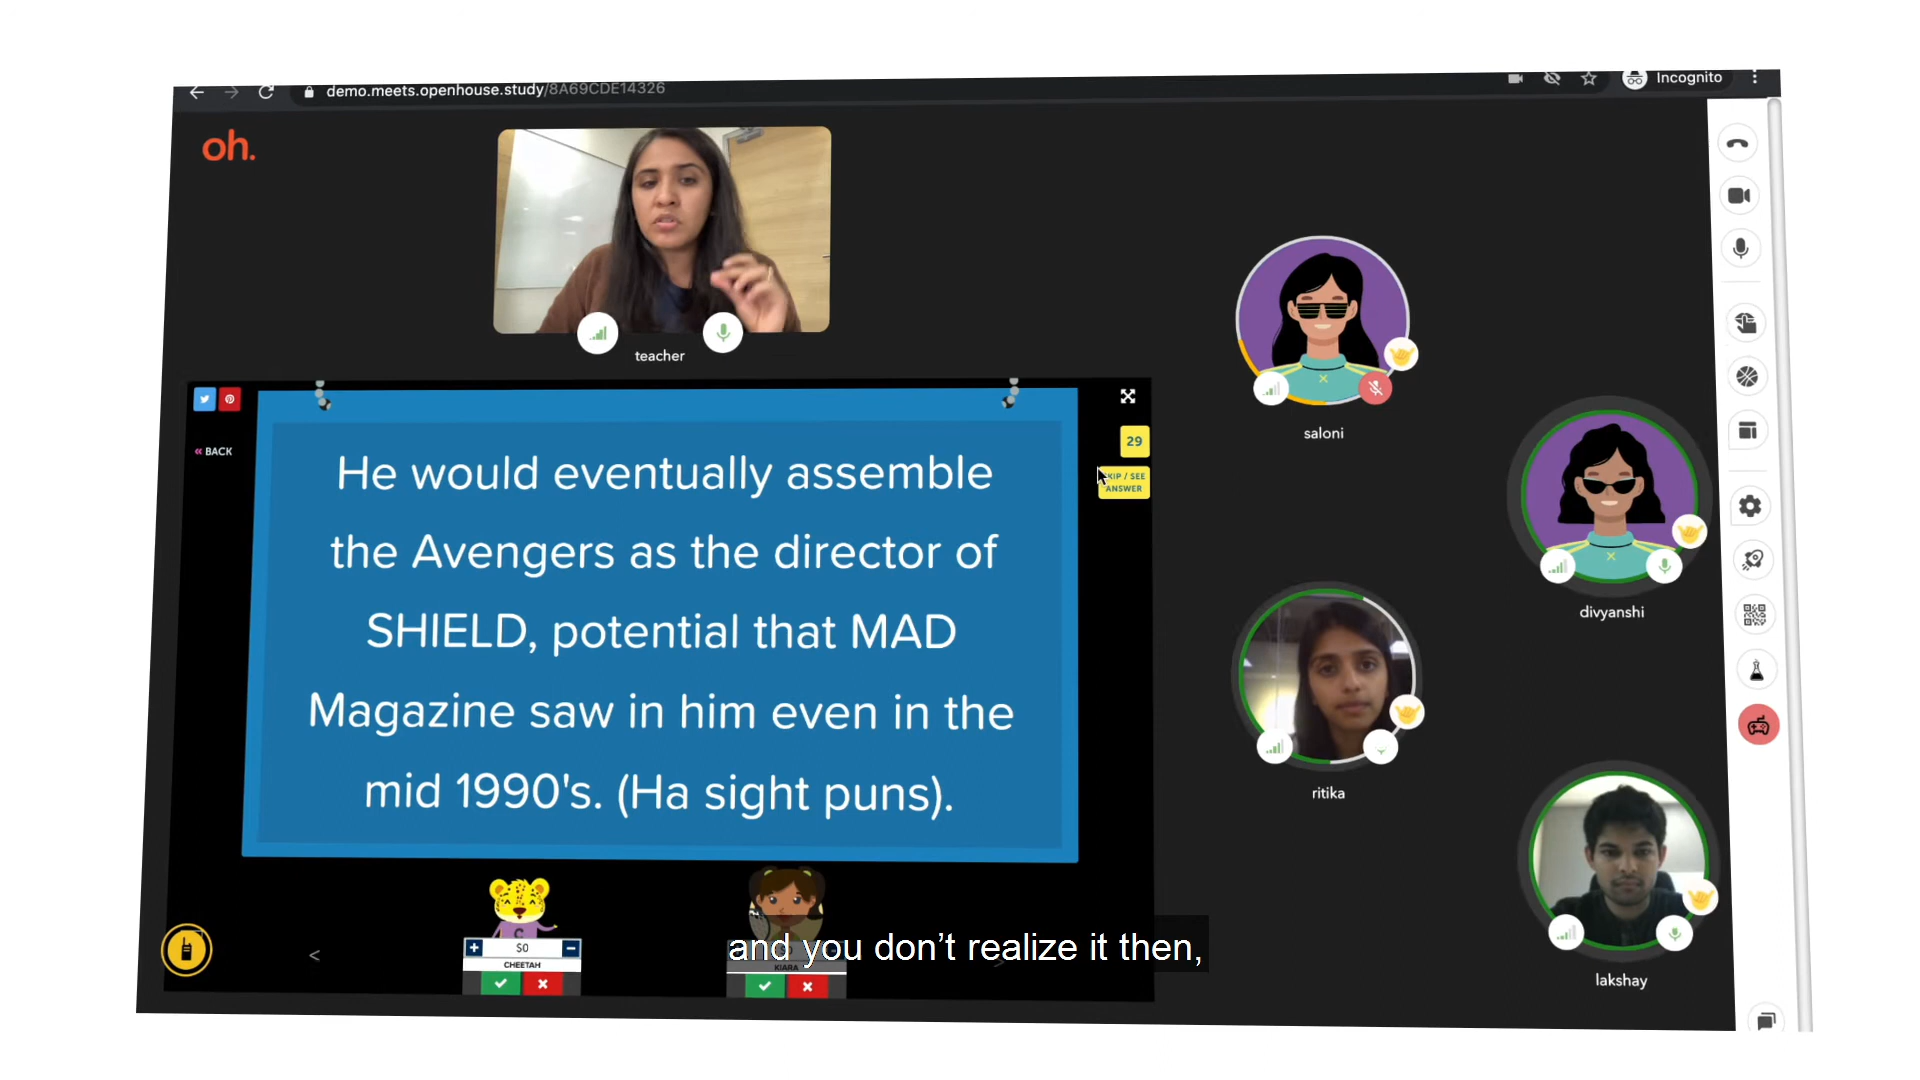 demo.meets.openhouse.study/8A69CDE14326
Incognito
oh.
teacher
saloni
divyanshi
ritika
lakshay
« BACK
29
KIP / SEE
ANSWER
He would eventually assemble
the Avengers as the director of
SHIELD, potential that MAD
Magazine saw in him even in the
mid 1990's. (Ha sight puns).
C
$0
CHEETAH
KIARA
and you don't realize it then,